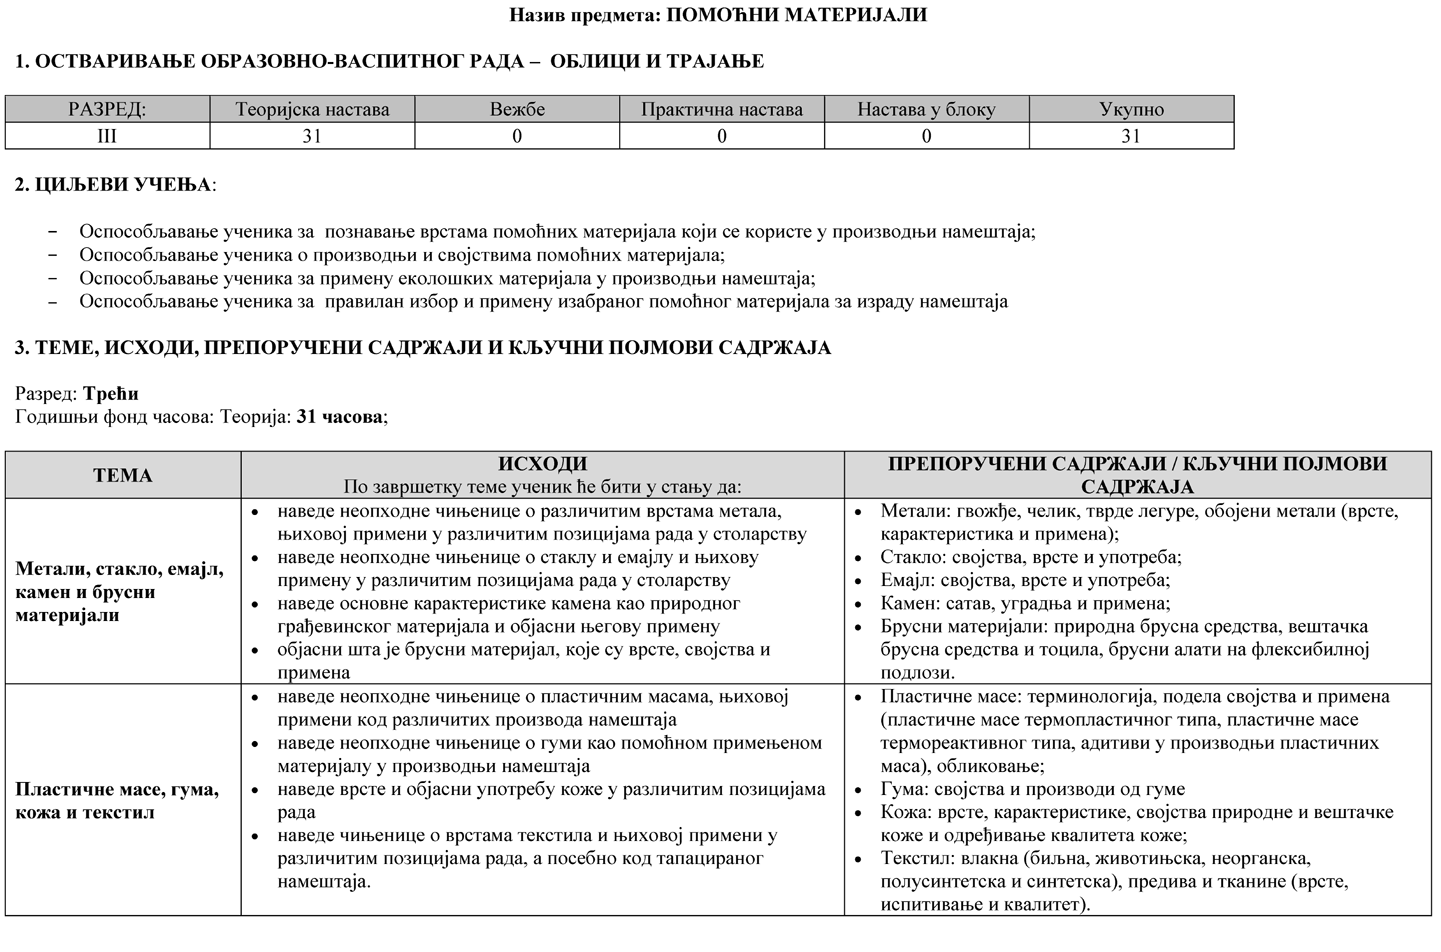 Назив предмета: ПОМОЋНИ МАТЕРИЈАЛИ
1. ОСТВАРИВАЊЕ ОБРАЗОВНО-ВАСПИТНОГ РАДА – ОБЛИЦИ И ТРАЈАЊЕ
РАЗРЕД: Теоријска настава Вежбе Практична настава Настава у блоку Укупно
III 31 0 0 0 31
2. ЦИЉЕВИ УЧЕЊА:
− Оспособљавање ученика за познавање врстама помоћних материјала који се користе у производњи намештаја;
− Оспособљавање ученика о производњи и својствима помоћних материјала;
− Оспособљавање ученика за примену еколошких материјала у производњи намештаја;
− Оспособљавање ученика за правилан избор и примену изабраног помоћног материјала за израду намештаја
3. ТЕМЕ, ИСХОДИ, ПРЕПОРУЧЕНИ САДРЖАЈИ И КЉУЧНИ ПОЈМОВИ САДРЖАЈА
Разред: Трећи
Годишњи фонд часова: Теорија: 31 часова;
ТЕМА
ИСХОДИ
По завршетку теме ученик ће бити у стању да:
ПРЕПОРУЧЕНИ САДРЖАЈИ / КЉУЧНИ ПОЈМОВИ
САДРЖАЈА
Метали, стакло, емајл,
камен и брусни
материјали
• наведе неопходне чињенице о различитим врстама метала,
њиховој примени у различитим позицијама рада у столарству
• наведе неопходне чињенице о стаклу и емајлу и њихову
примену у различитим позицијама рада у столарству
• наведе основне карактеристике камена као природног
грађевинског материјала и објасни његову примену
• објасни шта је брусни материјал, које су врсте, својства и
примена
• Метали: гвожђе, челик, тврде легуре, обојени метали (врсте,
карактеристика и примена);
• Стакло: својства, врсте и употреба;
• Емајл: својства, врсте и употреба;
• Камен: сатав, уградња и примена;
• Брусни материјали: природна брусна средства, вештачка
брусна средства и тоцила, брусни алати на флексибилној
подлози.
Пластичне масе, гума,
кожа и текстил
• наведе неопходне чињенице о пластичним масама, њиховој
примени код различитих производа намештаја
• наведе неопходне чињенице о гуми као помоћном примењеном
материјалу у производњи намештаја
• наведе врсте и објасни употребу коже у различитим позицијама
рада
• наведе чињенице о врстама текстила и њиховој примени у
различитим позицијама рада, а посебно код тапацираног
намештаја.
• Пластичне масе: терминологија, подела својства и примена
(пластичне масе термопластичног типа, пластичне масе
термореактивног типа, адитиви у производњи пластичних
маса), обликовање;
• Гума: својства и производи од гуме
• Кожа: врсте, карактеристике, својства природне и вештачке
коже и одређивање квалитета коже;
• Текстил: влакна (биљна, животињска, неорганска,
полусинтетска и синтетска), предива и тканине (врсте,
испитивање и квалитет).